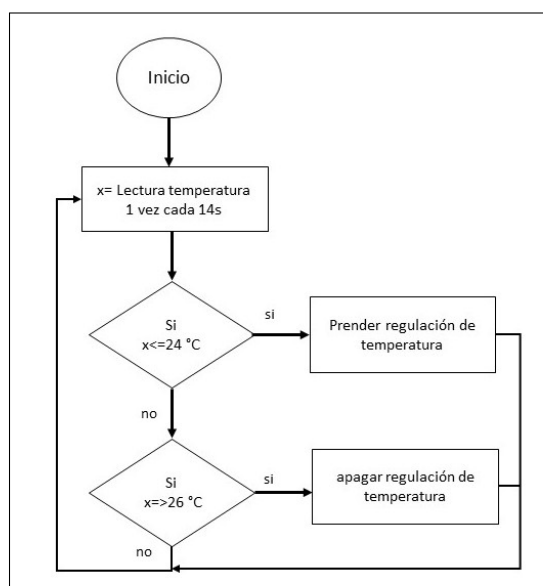 Inicio
x= Lectura temperatura
1 vez cada 14s
Si
x<=24 °C
si
Prender regulación de
temperatura
no
Si
x=>26 °C
si
apagar regulación de
temperatura
no